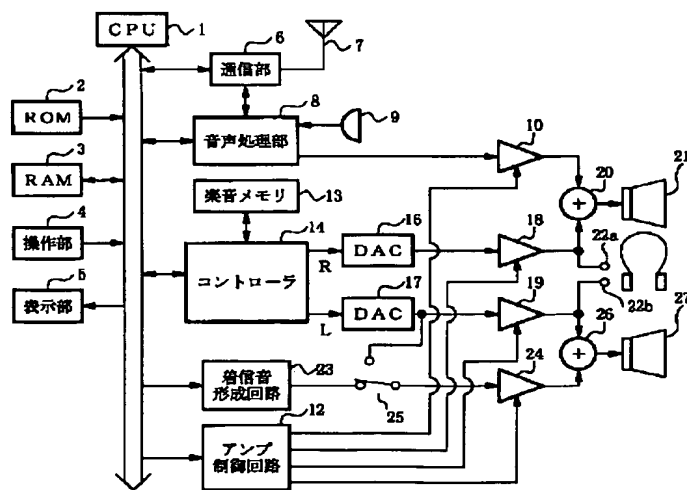 CPU 1
6
7
通信部
2
ROM
8
音声処理部
9
10
3
RAM
楽音メモリ 13
20
21
4
操作部
14
コントローラ
R
16
DAC
18
22a
5
表示部
17
L
DAC
19
22b
27
26
着信音
形成回路
23
25
24
12
アンプ
制御回路
+
+